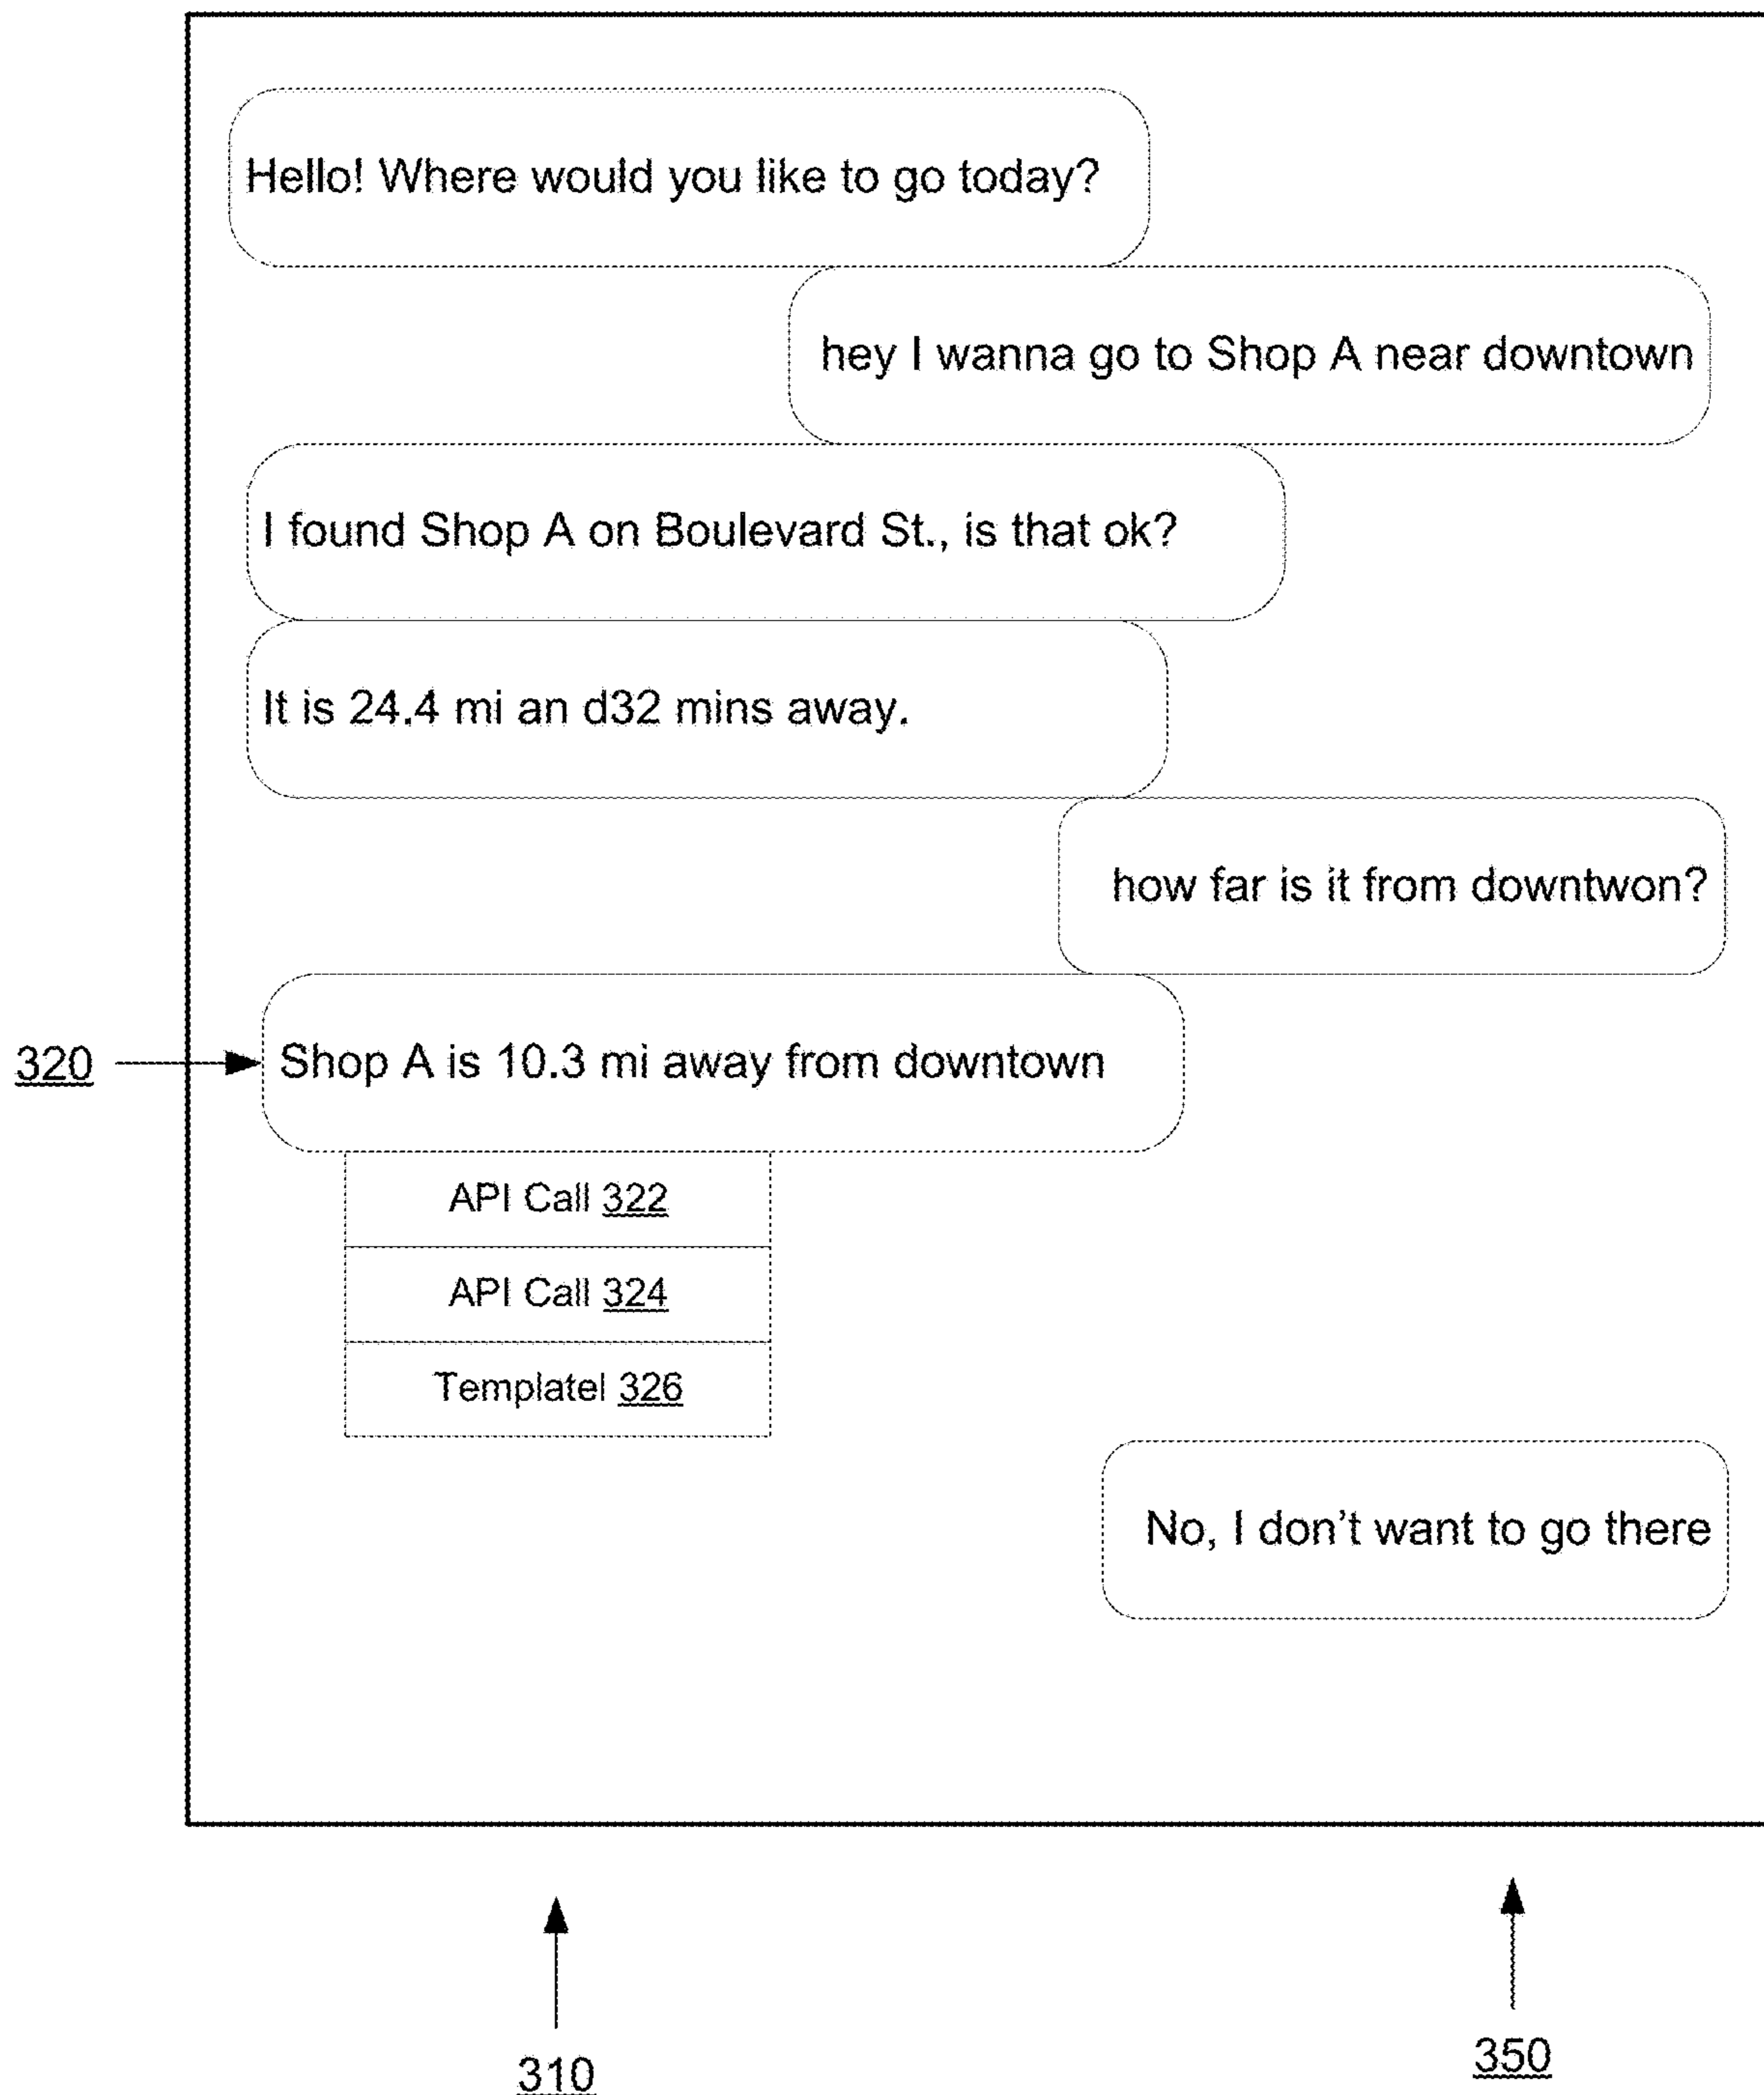 Hello! Where would you like to go today?
hey I wanna go to Shop A near downtown
I found Shop A on Boulevard St., is that ok?
It is 24.4 mi an d32 mins away.
how far is it from downtwon?
320
Shop A is 10.3 mi away from downtown
API Call 322
API Call 324
Templatel 326
No, I don't want to go there
310
350